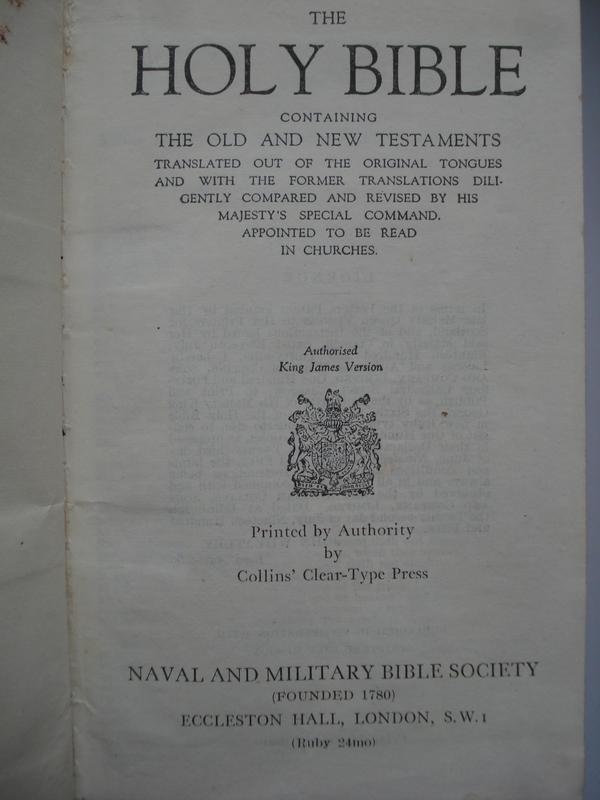 THE
HOLY BIBLE
CONTAINING
THE OLD AND NEW TESTAMENTS
TRANSLATED OUT OF THE ORIGINAL TONGUES
AND WITH THE FORMER TRANSLATIONS DILI-
GENTLY COMPARED AND REVISED BY HIS
MAJESTY'S SPECIAL COMMAND.
APPOINTED TO BE READ
IN CHURCHES.
Authorised
King James Version
Printed by Authority
by
Collins' Clear-Type Press
NAVAL AND MILITARY BIBLE SOCIETY
(FOUNDED 1780)
ECCLESTON HALL, LONDON, S.W.1
(Ruby 24mo)